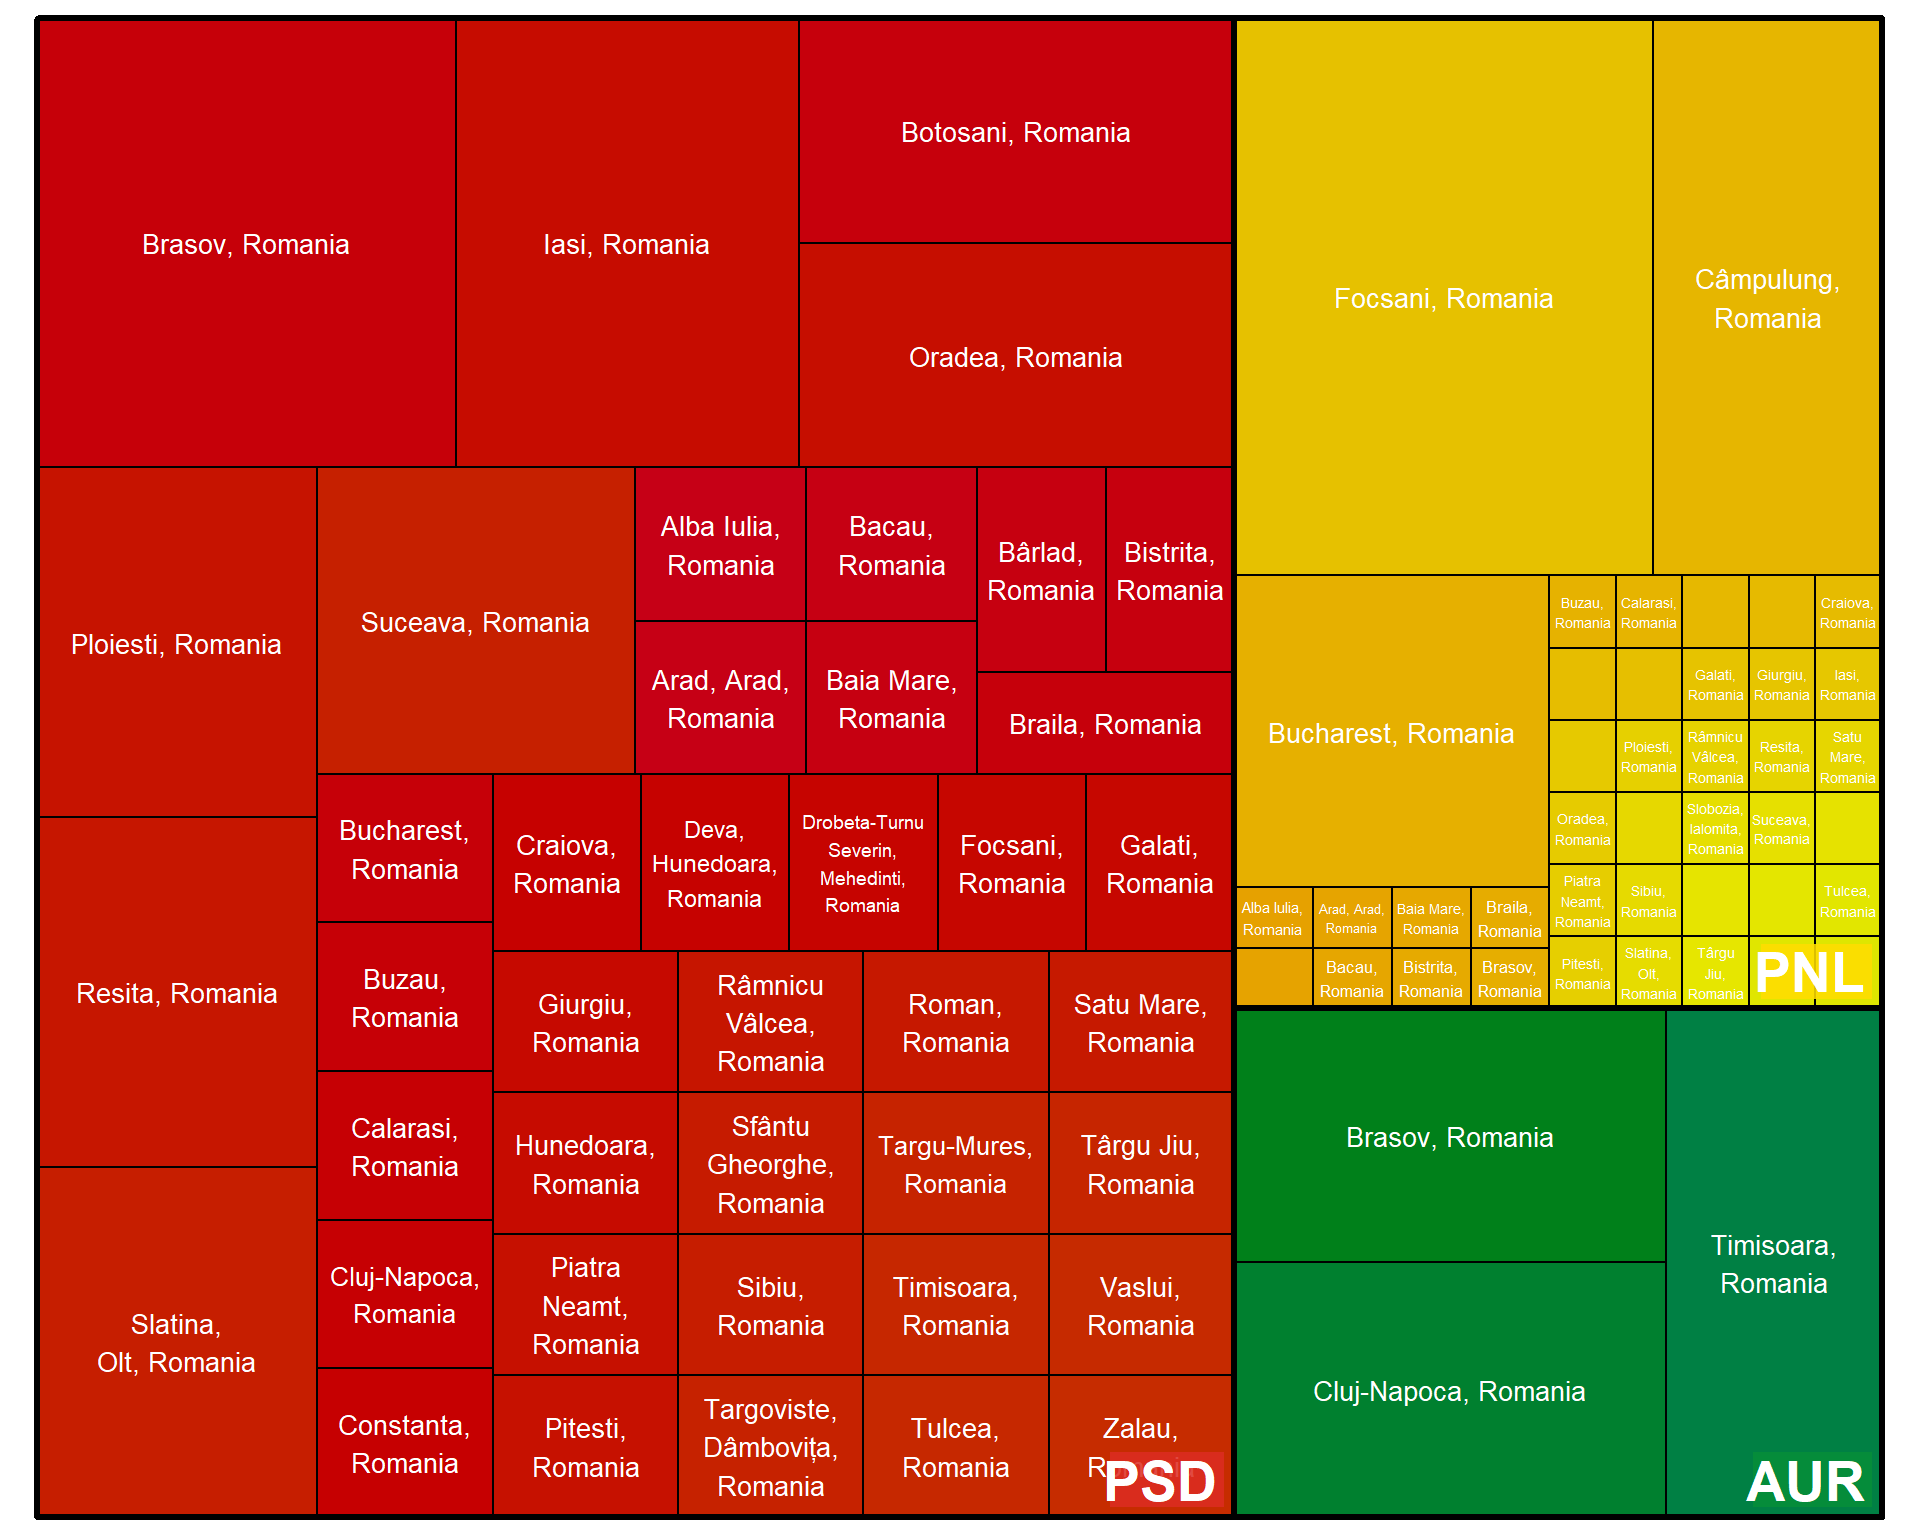 Brasov, Romania
Iasi, Romania
Botosani, Romania
Oradea, Romania
Ploiesti, Romania
Resita, Romania
Slatina,
Olt, Romania
Suceava, Romania
Alba Iulia,
Romania
Bacau,
Romania
Arad, Arad,
Romania
Baia Mare,
Romania
Bârlad,
Romania
Bistrita,
Romania
Braila, Romania
Bucharest,
Romania
Buzau,
Romania
Calarasi,
Romania
Cluj-Napoca,
Romania
Constanta,
Romania
Craiova,
Romania
Deva,
Hunedoara,
Romania
Drobeta-Turnu
Severin,
Mehedinti,
Romania
Focsani,
Romania
Galati,
Romania
Giurgiu,
Romania
Râmnicu
Vâlcea,
Romania
Roman,
Romania
Satu Mare,
Romania
Hunedoara,
Romania
Sfântu
Gheorghe,
Romania
Targu-Mures,
Romania
Târgu Jiu,
Romania
Piatra
Neamt,
Romania
Sibiu,
Romania
Timisoara,
Romania
Vaslui,
Romania
Pitesti,
Romania
Targoviste,
Dâmbovița,
Romania
Tulcea,
Romania
Zalau,
Romania
PSD
Focsani, Romania
Câmpulung,
Romania
Bucharest, Romania
Alba Iulia,
Romania
Arad, Arad,
Romania
Baia Mare,
Romania
Braila,
Romania
Bacau,
Romania
Bistrita,
Romania
Brasov,
Romania
Buzau,
Romania
Calarasi,
Romania
Craiova,
Romania
Galati,
Romania
Giurgiu,
Romania
Iasi,
Romania
Ploiesti,
Romania
Râmnicu
Vâlcea,
Romania
Resita,
Romania
Satu
Mare,
Romania
Oradea,
Romania
Slobozia,
Ialomita,
Romania
Suceava,
Romania
Piatra
Neamt,
Romania
Sibiu,
Romania
Tulcea,
Romania
Pitesti,
Romania
Slatina,
Olt,
Romania
Târgu
Jiu,
Romania
PNL
Brasov, Romania
Cluj-Napoca, Romania
Timisoara,
Romania
AUR